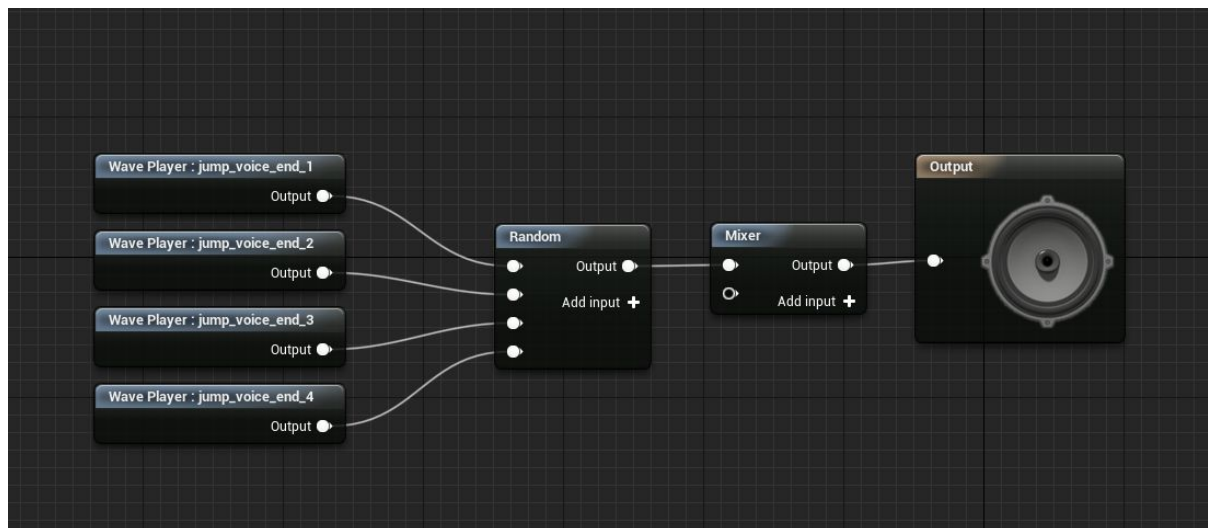 Wave Player : jump_voice_end_1
Output
Wave Player : jump_voice_end_2
Output
Wave Player : jump_voice_end_3
Output
Wave Player : jump_voice_end_4
Output
Random
Output
Add input
Mixer
Output
Add input
Output